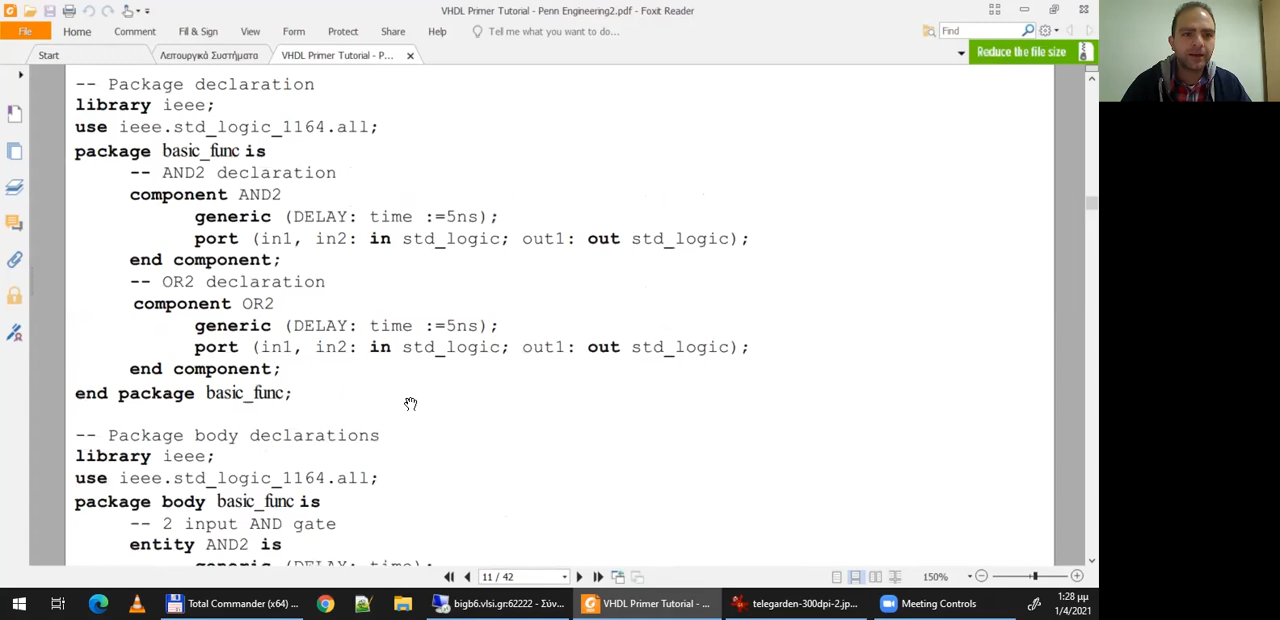 VHDL Primer Tutorial - Penn Engineering2.pdf - Foxit Reader
File Home Comment Fill & Sign View Form Protect Share Help Tell me what you want to do... Find
Start Λειτουργικά Συστήματα VHDL Primer Tutorial - P... Reduce the file size
-- Package declaration
library ieee;
use ieee.std_logic_1164.all;
package basic_func is
-- AND2 declaration
component AND2
generic (DELAY: time :=5ns);
port (in1, in2: in std_logic; out1: out std_logic);
end component;
-- OR2 declaration
component OR2
generic (DELAY: time :=5ns);
port (in1, in2: in std_logic; out1: out std_logic);
end component;
end package basic_func;
-- Package body declarations
library ieee;
use ieee.std_logic_1164.all;
package body basic_func is
-- 2 input AND gate
entity AND2 is
generic (DELAY: time);
11 / 42 150%
Total Commander (x64) ... bigb6.vlsi.gr:62222 - Σύν... VHDL Primer Tutorial - ... telegarden-300dpi-2.jp... Meeting Controls 1:28 μμ
1/4/2021